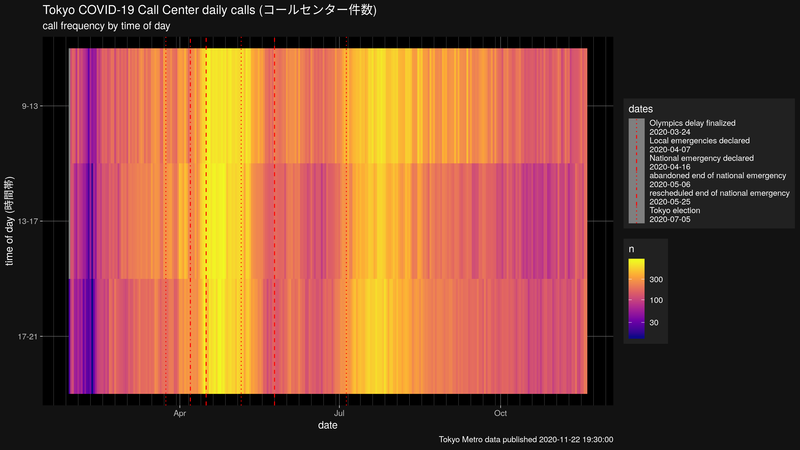 Tokyo COVID-19 Call Center daily calls (コールセンター件数)
call frequency by time of day
time of day (時間帯)
9-13
13-17
17-21
Apr
Jul
Oct
date
dates
Olympics delay finalized
2020-03-24
Local emergencies declared
2020-04-07
National emergency declared
2020-04-16
abandoned end of national emergency
2020-05-06
rescheduled end of national emergency
2020-05-25
Tokyo election
2020-07-05
n
300
100
30
Tokyo Metro data published 2020-11-22 19:30:00